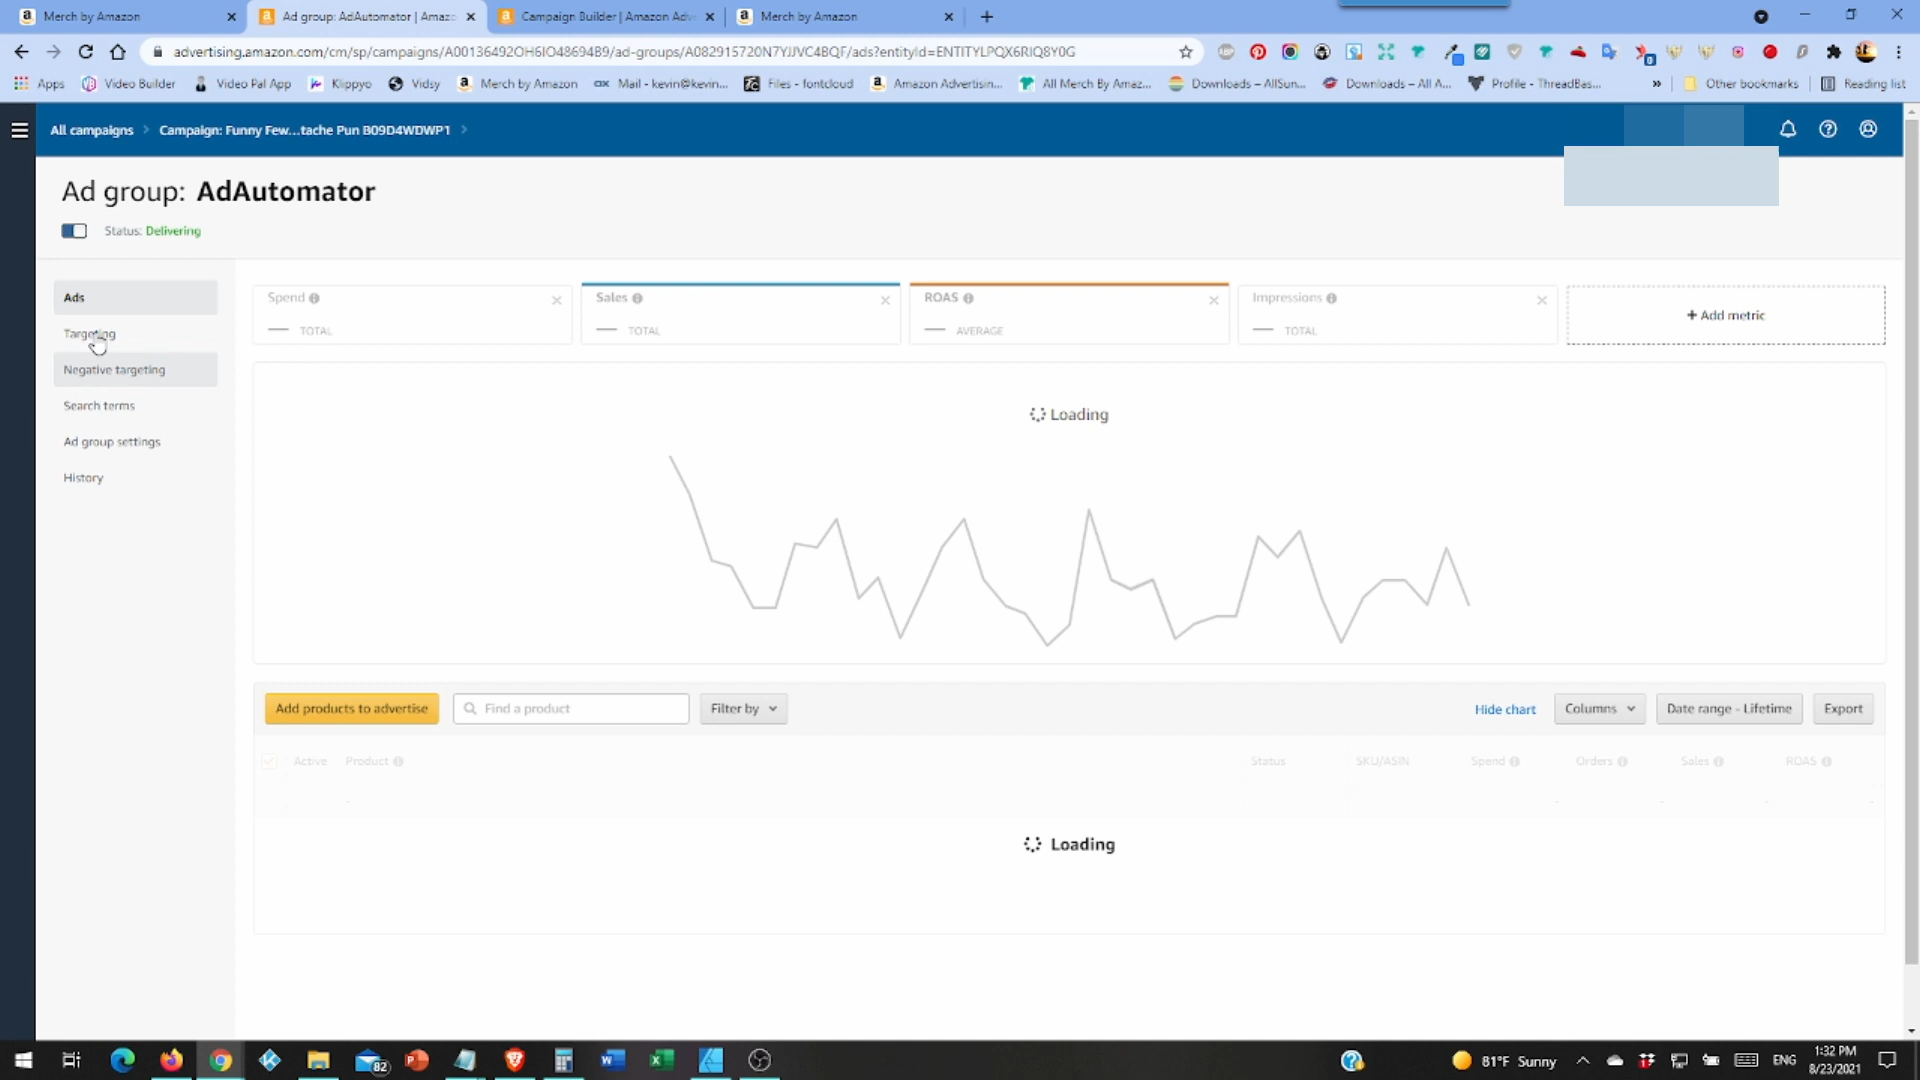 Merch by Amazon
Ad group: AdAutomator | Amazo
Campaign Builder | Amazon Adve
Merch by Amazon
advertising.amazon.com/cm/sp/campaigns/A00136492OH6IO48694B9/ad-groups/A082915720N7YJJVC4BQF/ads?entityId=ENTITYLPQX6RIQ8Y0G
Apps
Video Builder
Video Pal App
Klippyo
Vidsy
Merch by Amazon
Mail - kevin@kevin...
Files - fontcloud
Amazon Advertisin...
All Merch By Amaz...
Downloads – AllSun...
Downloads – All A...
Profile - ThreadBas...
»
Other bookmarks
Reading list
All campaigns
Campaign: Funny Few...tache Pun B09D4WDWP1
Ad group: AdAutomator
Status: Delivering
Ads
Targeting
Negative targeting
Search terms
Ad group settings
History
Spend
TOTAL
Sales
TOTAL
ROAS
AVERAGE
Impressions
TOTAL
+ Add metric
Loading
Add products to advertise
Find a product
Filter by
Hide chart
Columns
Date range - Lifetime
Export
Active
Product
Status
SKU/ASIN
Spend
Orders
Sales
ROAS
Loading
82
81°F Sunny
ENG
1:32 PM
8/23/2021